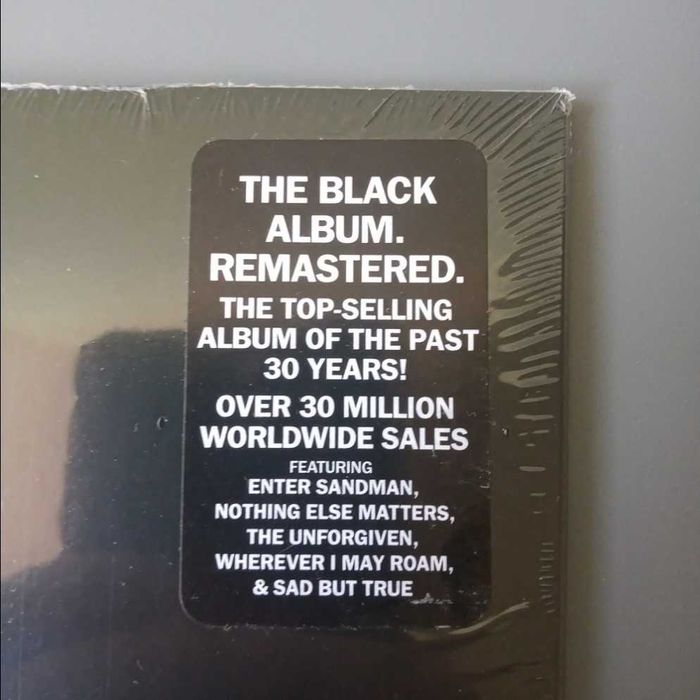 THE BLACK
ALBUM.
REMASTERED.
THE TOP-SELLING
ALBUM OF THE PAST
30 YEARS!
OVER 30 MILLION
WORLDWIDE SALES
FEATURING
ENTER SANDMAN,
NOTHING ELSE MATTERS,
THE UNFORGIVEN,
WHEREVER I MAY ROAM,
& SAD BUT TRUE